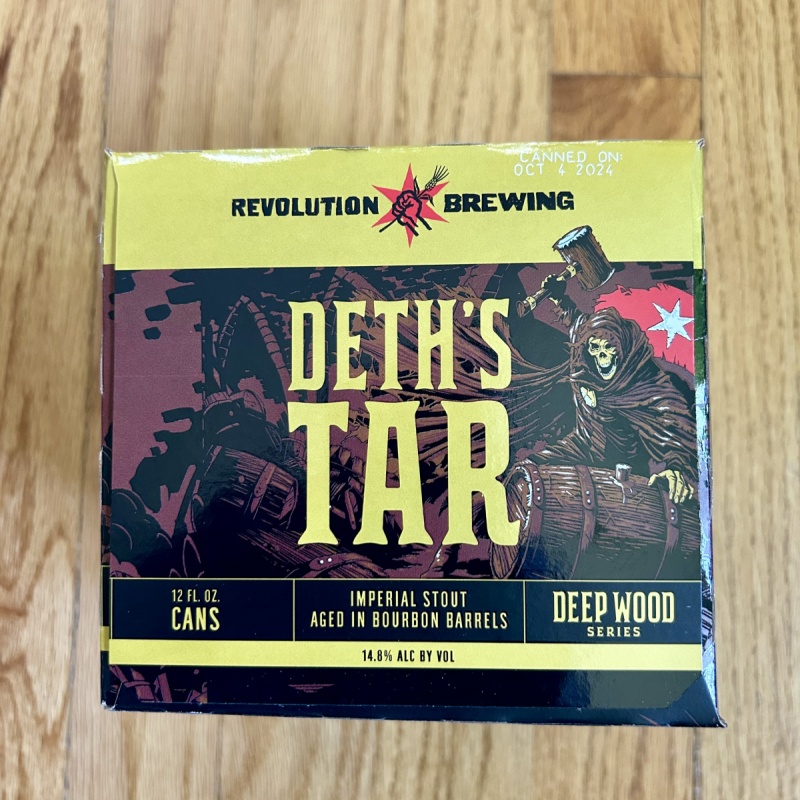 CANNED ON:
OCT 4 2024
REVOLUTION BREWING
DETH'S
TAR
12 FL. OZ.
CANS
IMPERIAL STOUT
AGED IN BOURBON BARRELS
DEEP WOOD
SERIES
14.8% ALC BY VOL